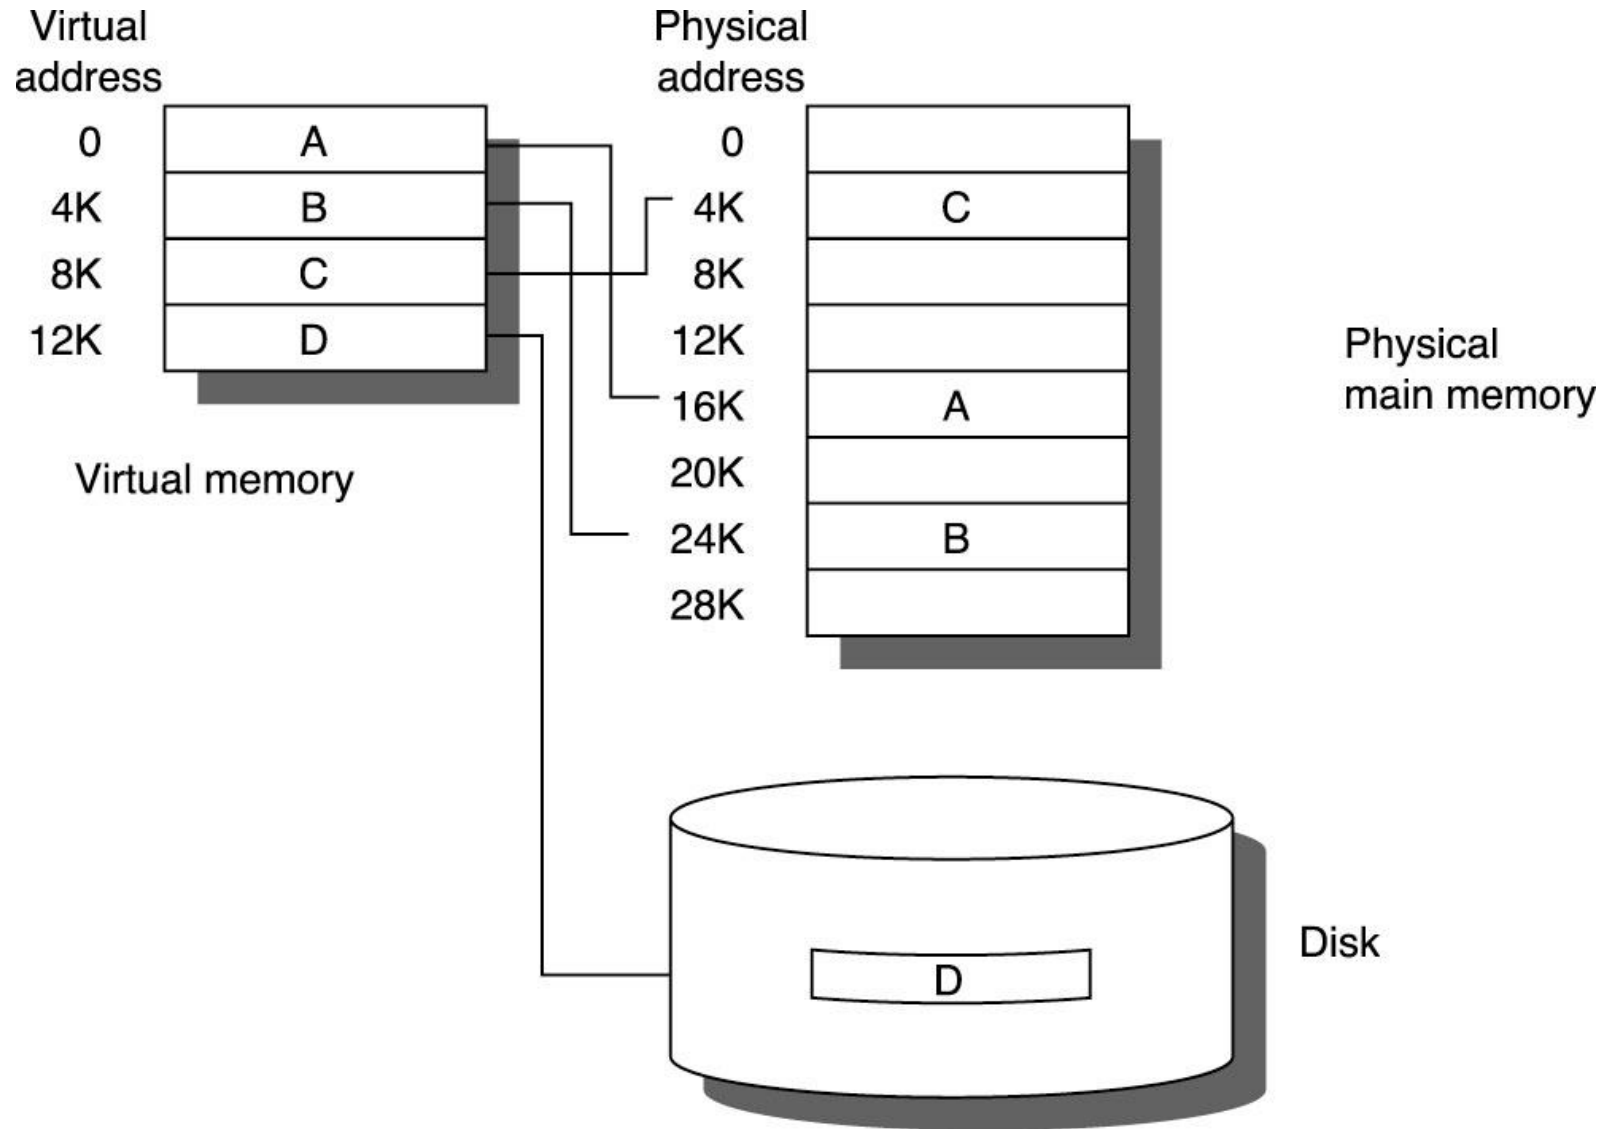 Virtual
address
0
A
4K
B
8K
C
12K
D
Virtual memory
Physical
address
0
4K
C
8K
12K
16K
A
20K
24K
B
28K
Physical
main memory
D
Disk